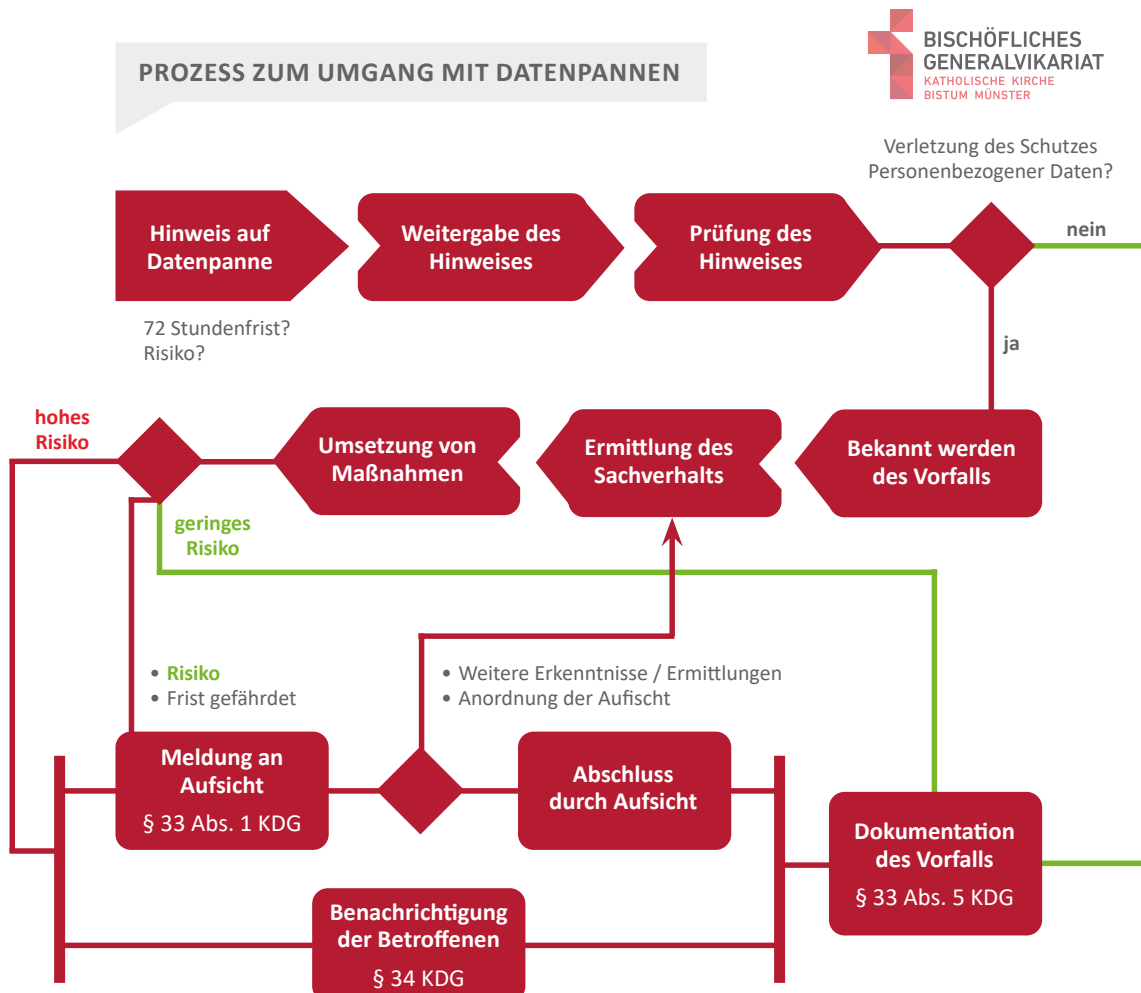 PROZESS ZUM UMGANG MIT DATENPANNEN
BISCHÖFLICHES
GENERALVIKARIAT
KATHOLISCHE KIRCHE
BISTUM MÜNSTER
Verletzung des Schutzes
Personenbezogener Daten?
Hinweis auf
Datenpanne
Weitergabe des
Hinweises
Prüfung des
Hinweises
nein
72 Stundenfrist?
Risiko?
ja
hohes
Risiko
Umsetzung von
Maßnahmen
Ermittlung des
Sachverhalts
Bekannt werden
des Vorfalls
geringes
Risiko
• Risiko
• Frist gefährdet
• Weitere Erkenntnisse / Ermittlungen
• Anordnung der Aufischt
Meldung an
Aufsicht
§ 33 Abs. 1 KDG
Abschluss
durch Aufsicht
Dokumentation
des Vorfalls
§ 33 Abs. 5 KDG
Benachrichtigung
der Betroffenen
§ 34 KDG